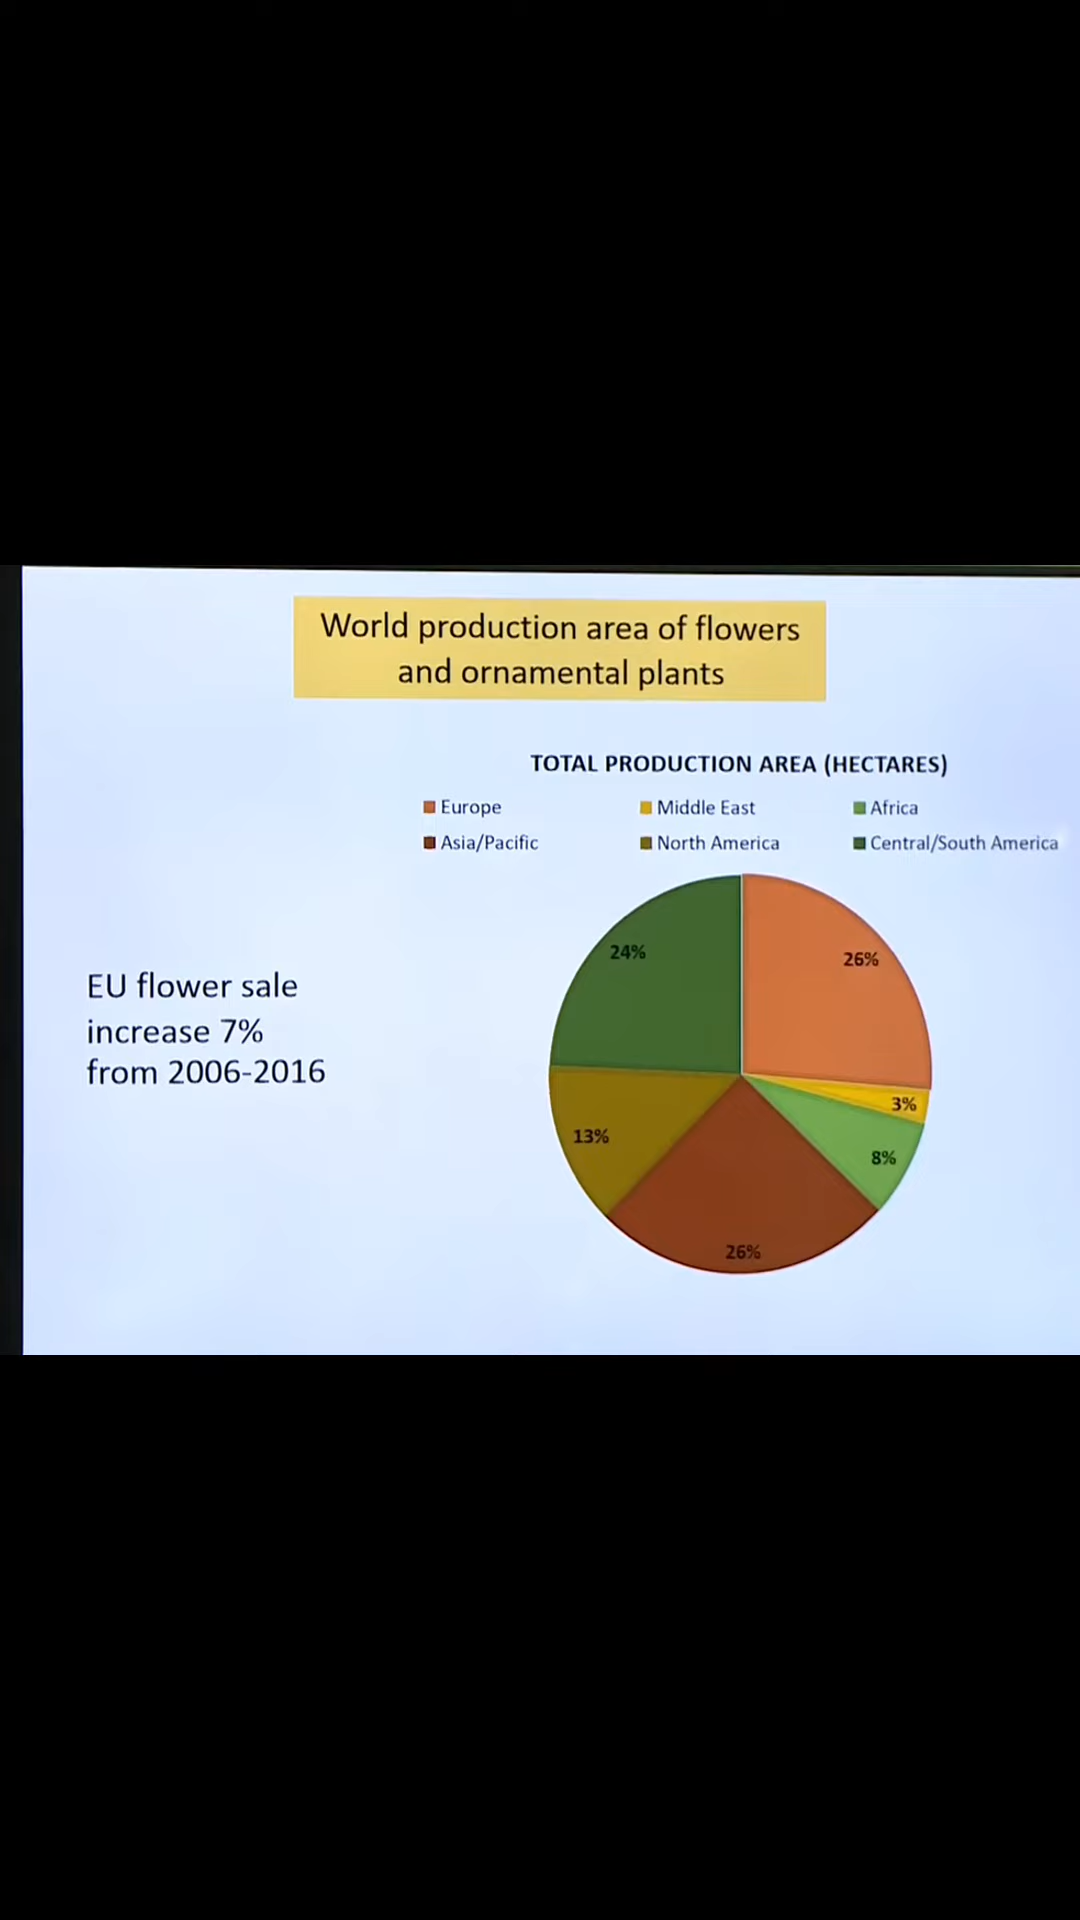 World production area of flowers
and ornamental plants
TOTAL PRODUCTION AREA (HECTARES)
Europe
Middle East
Africa
Asia/Pacific
North America
Central/South America
24%
26%
EU flower sale
increase 7%
from 2006-2016
3%
13%
8%
26%